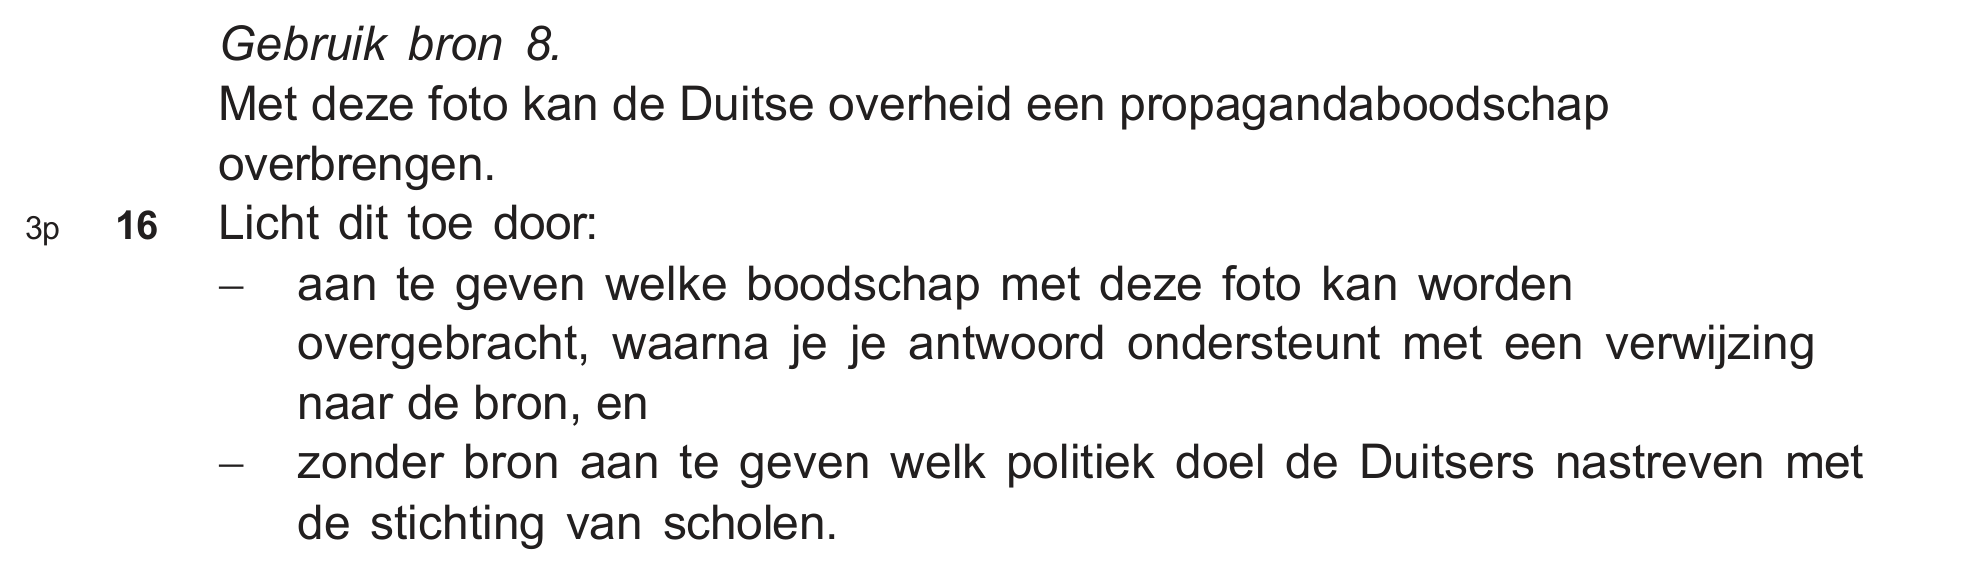 Gebruik bron 8.
Met deze foto kan de Duitse overheid een propagandaboodschap
overbrengen.
3p 16 Licht dit toe door:
– aan te geven welke boodschap met deze foto kan worden
overgebracht, waarna je je antwoord ondersteunt met een verwijzing
naar de bron, en
– zonder bron aan te geven welk politiek doel de Duitsers nastreven met
de stichting van scholen.